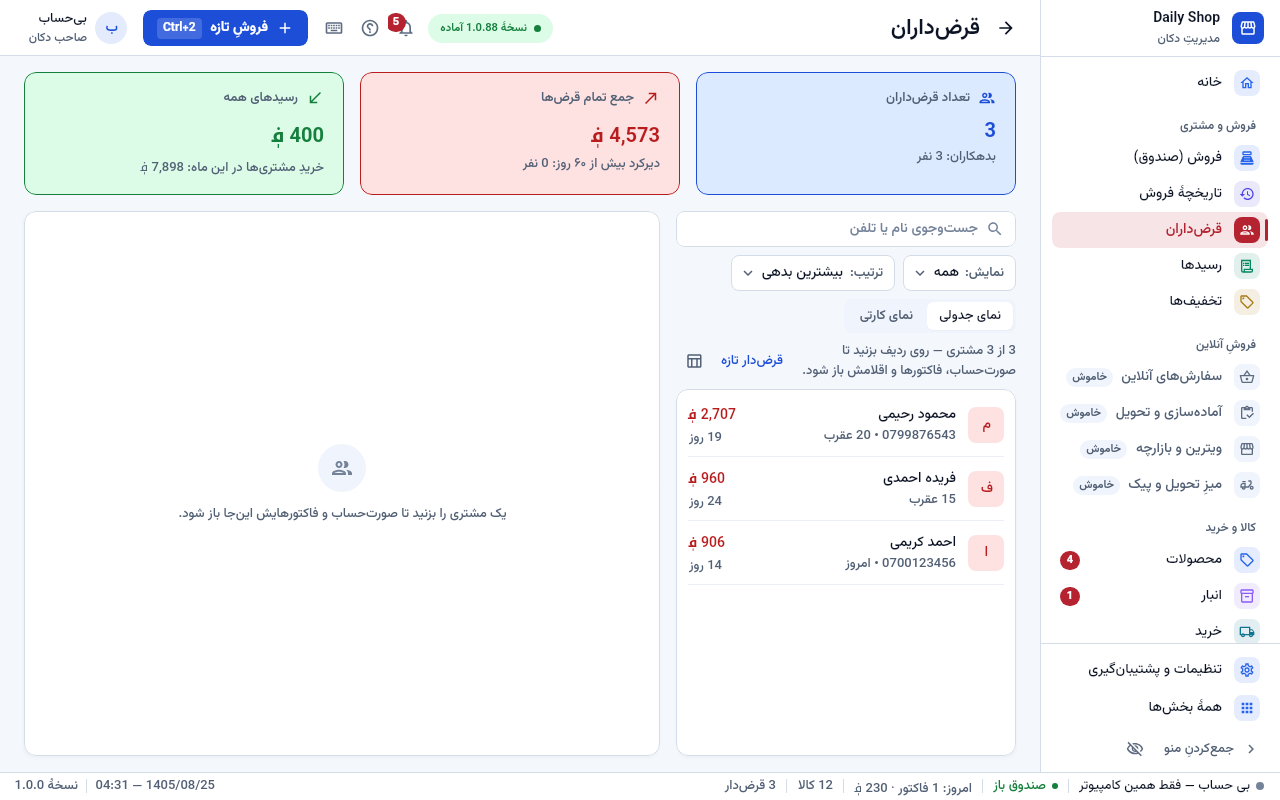 Daily Shop
مدیریتِ دکان
خانه
فروش و مشتری
فروش (صندوق)
تاریخچهٔ فروش
قرض‌داران
رسیدها
تخفیف‌ها
فروشِ آنلاین
سفارش‌های آنلاین خاموش
آماده‌سازی و تحویل خاموش
ویترین و بازارچه خاموش
میزِ تحویل و پیک خاموش
کالا و خرید
محصولات 4
انبار 1
خرید
تنظیمات و پشتیبان‌گیری
همهٔ بخش‌ها
جمع‌کردنِ منو
قرض‌داران
نسخهٔ 1.0.88 آماده
5
فروشِ تازه Ctrl+2
ب
بی‌حساب
صاحب دکان
تعداد قرض‌داران
3
بدهکاران: 3 نفر
جمع تمام قرض‌ها
4,573 ؋
دیرکرد بیش از ۶۰ روز: 0 نفر
رسیدهای همه
400 ؋
خریدِ مشتری‌ها در این ماه: 7,898 ؋
جست‌وجوی نام یا تلفن
نمایش: همه
ترتیب: بیشترین بدهی
نمای جدولی
نمای کارتی
3 از 3 مشتری — روی ردیف بزنید تا
صورت‌حساب، فاکتورها و اقلامش باز شود.
قرض‌دار تازه
م
محمود رحیمی
0799876543 • 20 عقرب
2,707 ؋
19 روز
ف
فریده احمدی
15 عقرب
960 ؋
24 روز
ا
احمد کریمی
0700123456 • امروز
906 ؋
14 روز
یک مشتری را بزنید تا صورت‌حساب و فاکتورهایش این‌جا باز شود.
بی حساب — فقط همین کامپیوتر
صندوق باز
امروز: 1 فاکتور · 230 ؋
12 کالا
3 قرض‌دار
1405/08/25 — 04:31
نسخهٔ 1.0.0